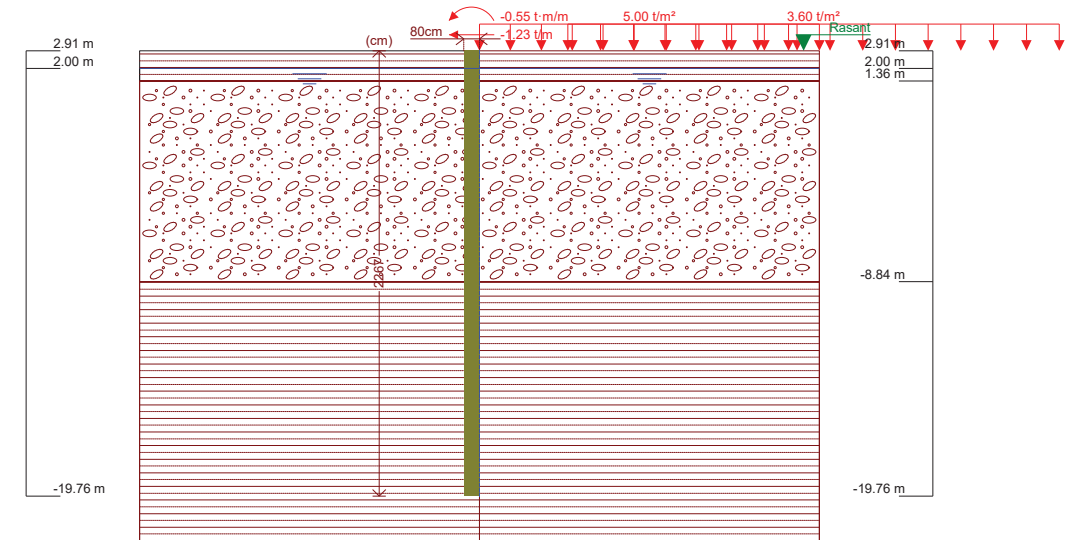 -0.55 t·m/m
5.00 t/m²
3.60 t/m²
80cm
-1.23 t/m
Rasant
2.91 m
(cm)
2.91 m
2.00 m
2.00 m
1.36 m
2267
-8.84 m
-19.76 m
-19.76 m